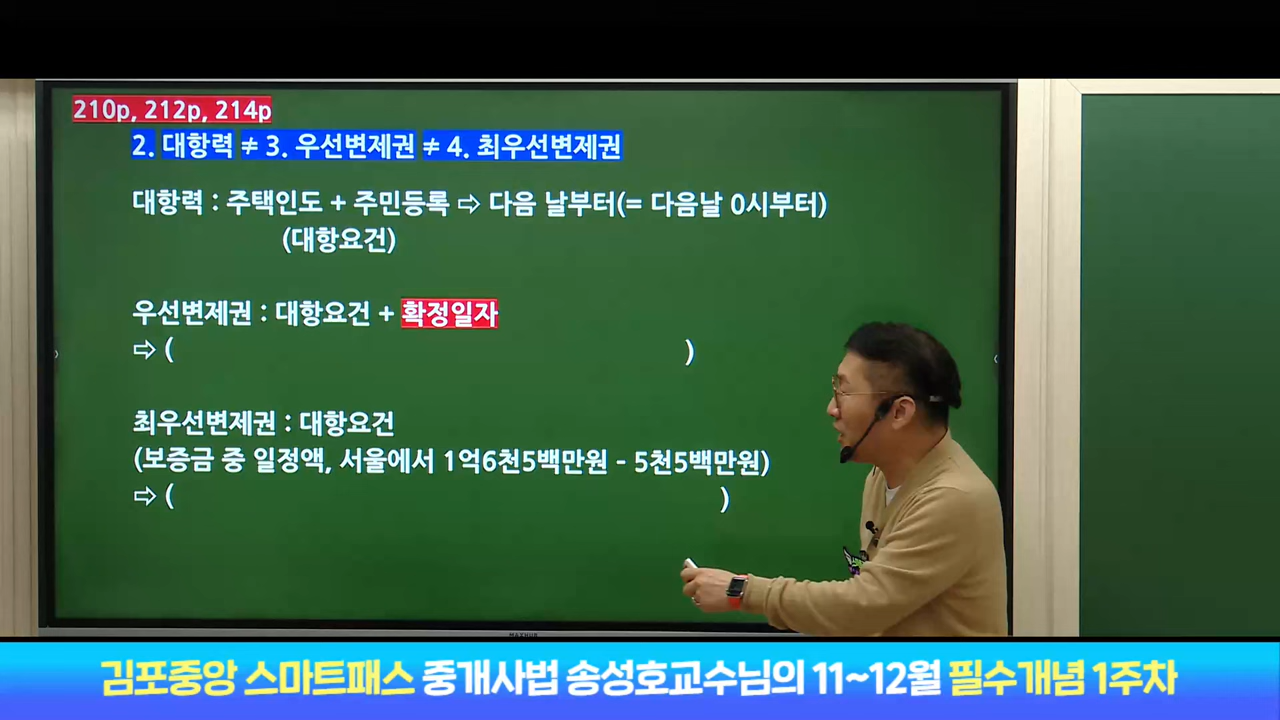 210p, 212p, 214p
2. 대항력 ≠ 3. 우선변제권 ≠ 4. 최우선변제권
대항력 : 주택인도 + 주민등록 ⇨ 다음 날부터(= 다음날 0시부터)
(대항요건)
우선변제권 : 대항요건 + 확정일자
⇨ ( )
최우선변제권 : 대항요건
(보증금 중 일정액, 서울에서 1억6천5백만원 - 5천5백만원)
⇨ ( )
MAXHUB
김포중앙 스마트패스 중개사법 송성호교수님의 11~12월 필수개념 1주차